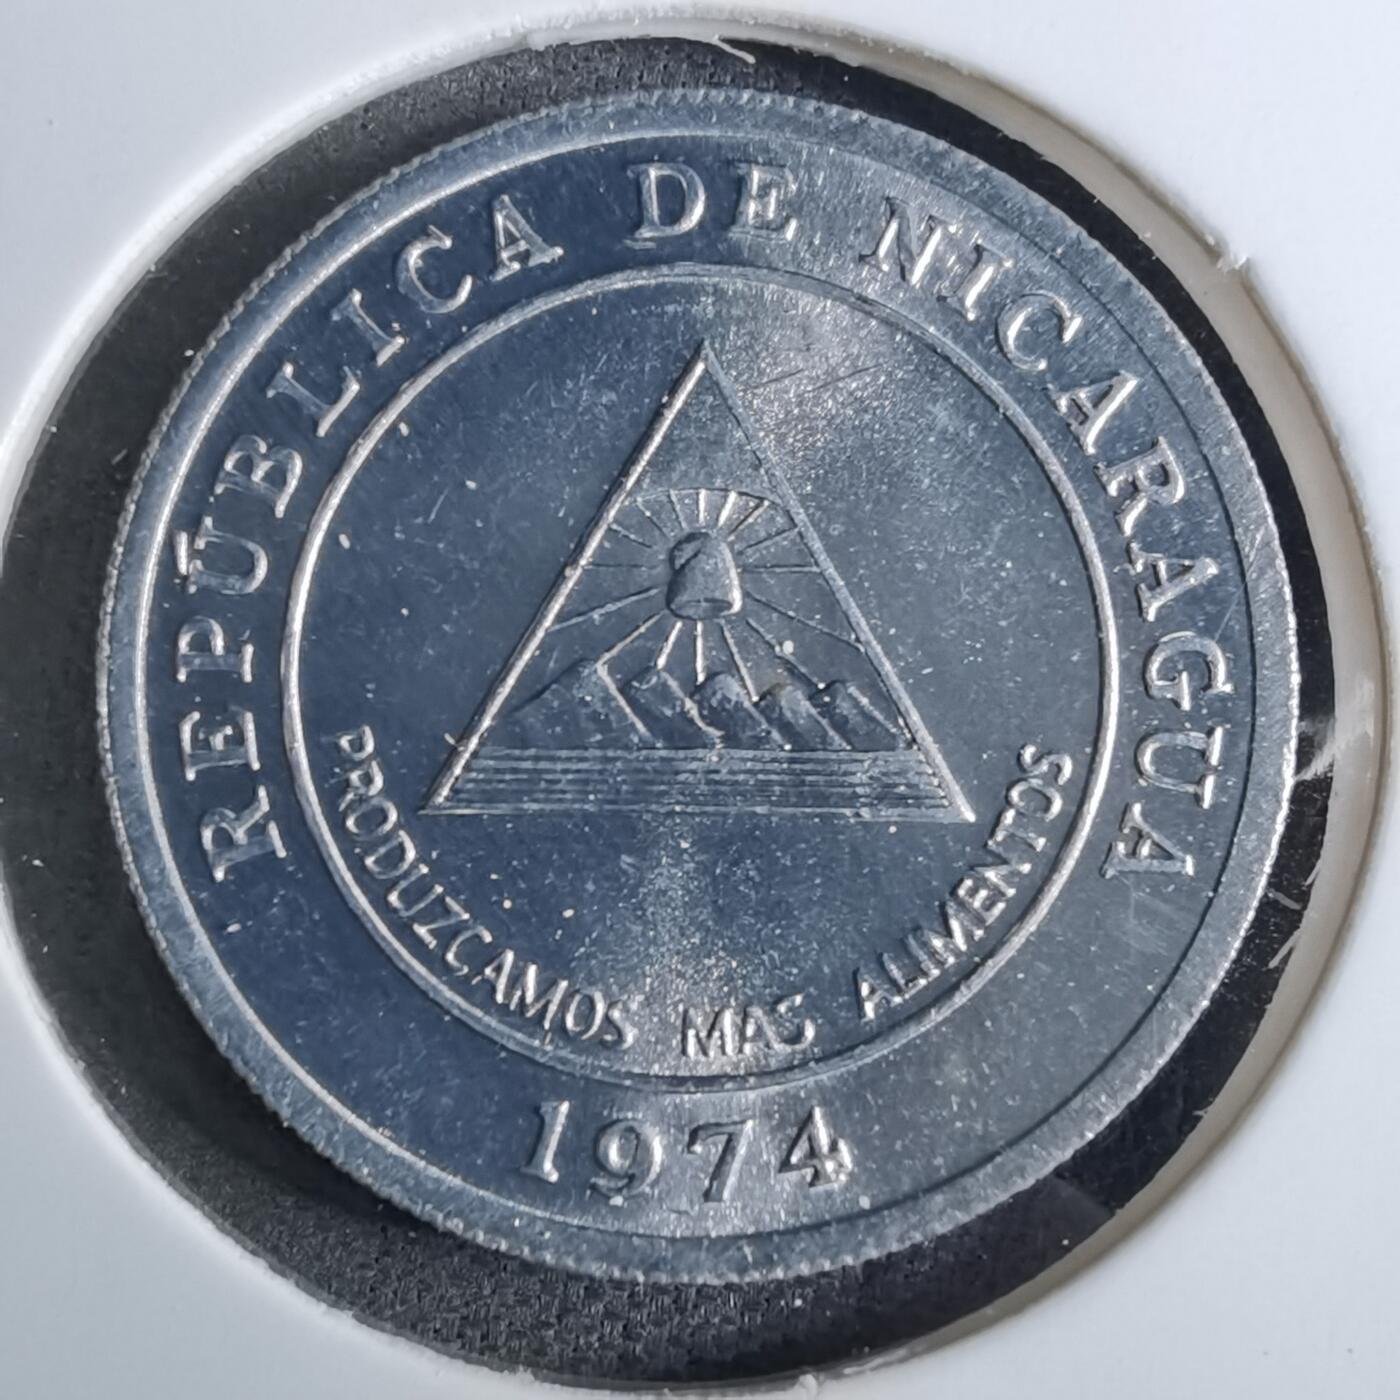 REPÚBLICA DE NICARAGUA
PRODUZCAMOS MAS ALIMENTOS
1974